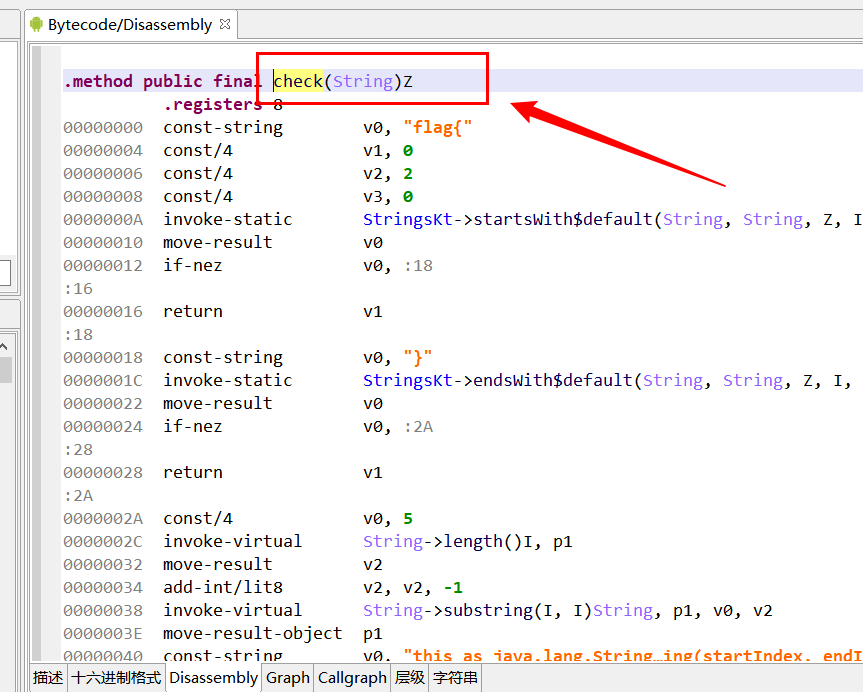 Bytecode/Disassembly
.method public final check(String)Z
.registers 8
00000000 const-string v0, "flag{"
00000004 const/4 v1, 0
00000006 const/4 v2, 2
00000008 const/4 v3, 0
0000000A invoke-static StringsKt->startsWith$default(String, String, Z, I
00000010 move-result v0
00000012 if-nez v0, :18
:16
00000016 return v1
:18
00000018 const-string v0, "}"
0000001C invoke-static StringsKt->endsWith$default(String, String, Z, I,
00000022 move-result v0
00000024 if-nez v0, :2A
:28
00000028 return v1
:2A
0000002A const/4 v0, 5
0000002C invoke-virtual String->length()I, p1
00000032 move-result v2
00000034 add-int/lit8 v2, v2, -1
00000038 invoke-virtual String->substring(I, I)String, p1, v0, v2
0000003E move-result-object p1
00000040 const-string v0, "this as java.lang.String…ing(startIndex, endI
描述 十六进制格式 Disassembly Graph Callgraph 层级 字符串